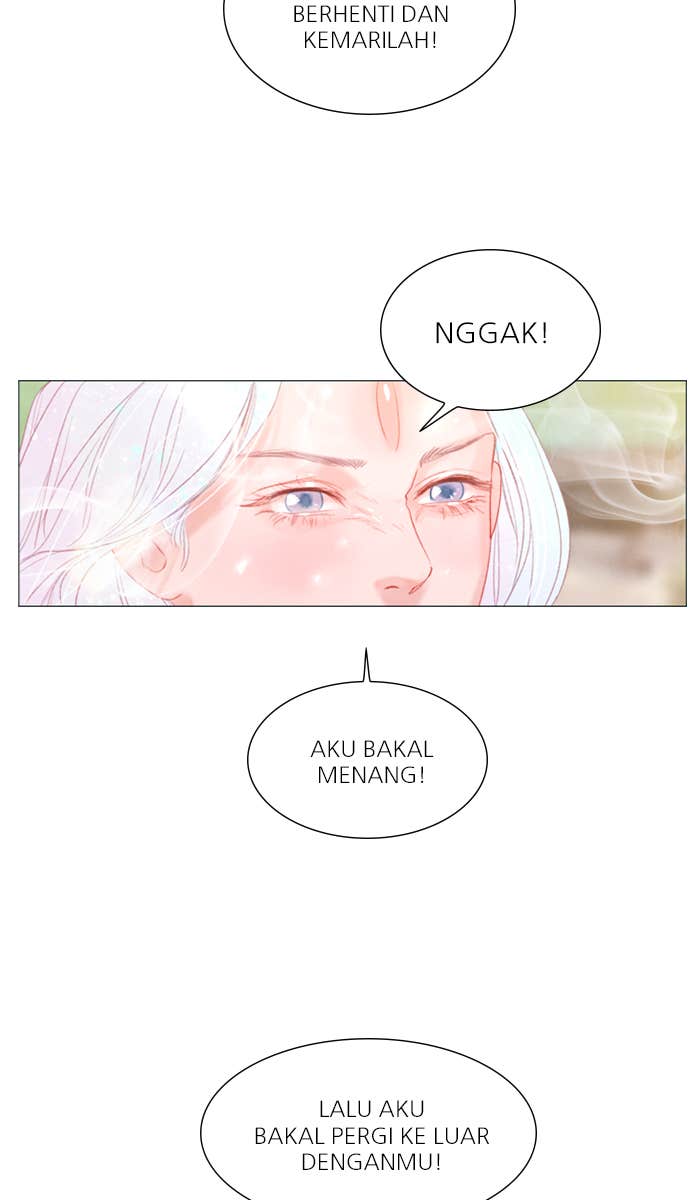 BERHENTI DAN
KEMARILAH!
NGGAK!
AKU BAKAL
MENANG!
LALU AKU
BAKAL PERGI KE LUAR
DENGANMU!